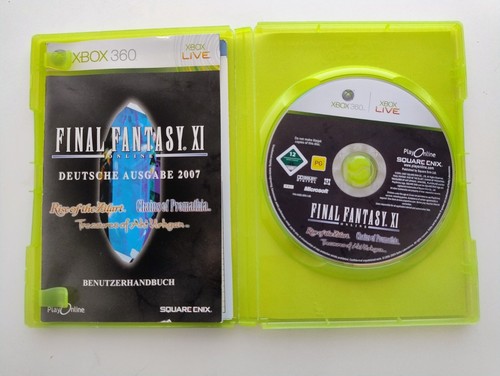 XBOX 360
XBOX
LIVE
FINAL FANTASY XI
ONLINE
DEUTSCHE AUSGABE 2007
Rise of the Zilart
Chains of Promathia
Treasures of Aht Urhgan
BENUTZERHANDBUCH
PlayOnline
SQUARE ENIX
XBOX 360
XBOX
LIVE
12
PG
PlayOnline
SQUARE ENIX
Microsoft
FINAL FANTASY XI
ONLINE
Rise of the Zilart
Chains of Promathia
Treasures of Aht Urhgan